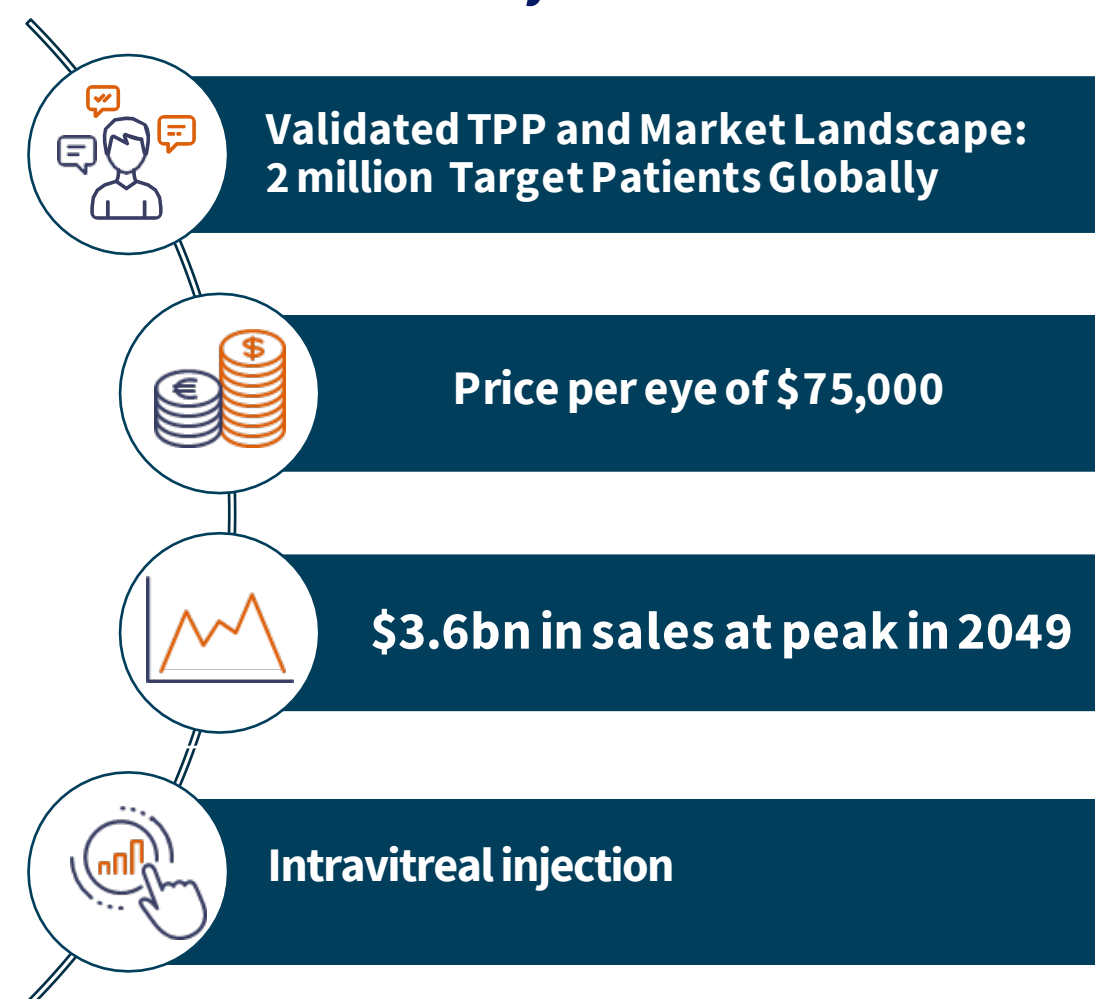 Validated TPP and Market Landscape:
2 million Target Patients Globally
$
€
Price per eye of $75,000
$3.6bn in sales at peak in 2049
Intravitreal injection